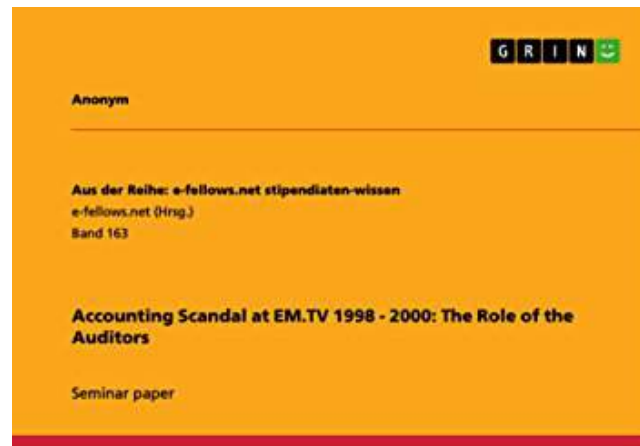 GRIN
Anonym
Aus der Reihe: e-fellows.net stipendiaten-wissen
e-fellows.net (Hrsg.)
Band 163
Accounting Scandal at EM.TV 1998 - 2000: The Role of the
Auditors
Seminar paper